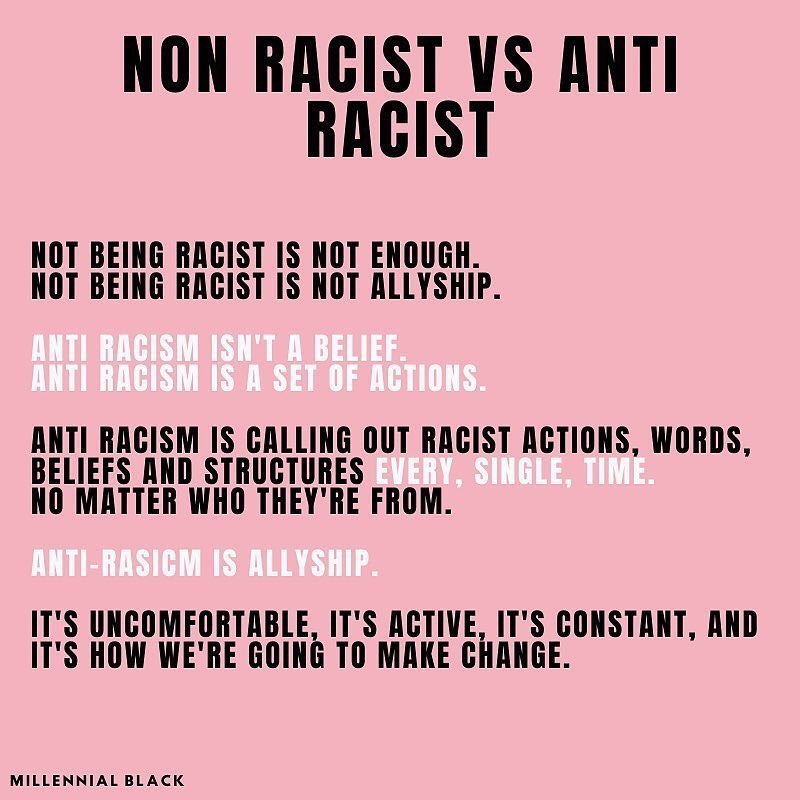 NON RACIST VS ANTI
RACIST
NOT BEING RACIST IS NOT ENOUGH.
NOT BEING RACIST IS NOT ALLYSHIP.
ANTI RACISM ISN'T A BELIEF.
ANTI RACISM IS A SET OF ACTIONS.
ANTI RACISM IS CALLING OUT RACIST ACTIONS, WORDS,
BELIEFS AND STRUCTURES EVERY, SINGLE, TIME.
NO MATTER WHO THEY'RE FROM.
ANTI-RASICM IS ALLYSHIP.
IT'S UNCOMFORTABLE, IT'S ACTIVE, IT'S CONSTANT, AND
IT'S HOW WE'RE GOING TO MAKE CHANGE.
MILLENNIAL BLACK